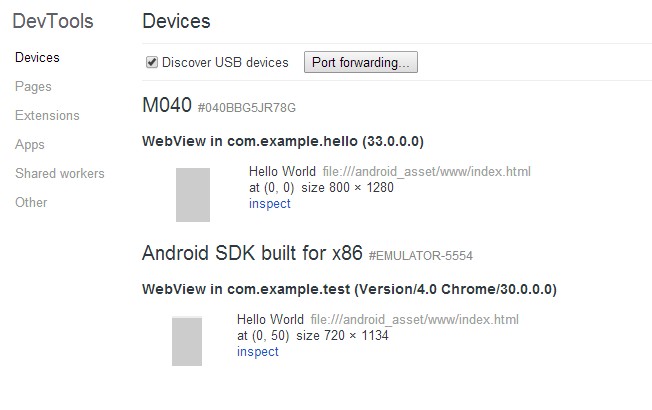 DevTools
Devices
Pages
Extensions
Apps
Shared workers
Other
Devices
Discover USB devices Port forwarding...
M040 #040BBG5JR78G
WebView in com.example.hello (33.0.0.0)
Hello World file:///android_asset/www/index.html
at (0, 0) size 800 × 1280
inspect
Android SDK built for x86 #EMULATOR-5554
WebView in com.example.test (Version/4.0 Chrome/30.0.0.0)
Hello World file:///android_asset/www/index.html
at (0, 50) size 720 × 1134
inspect